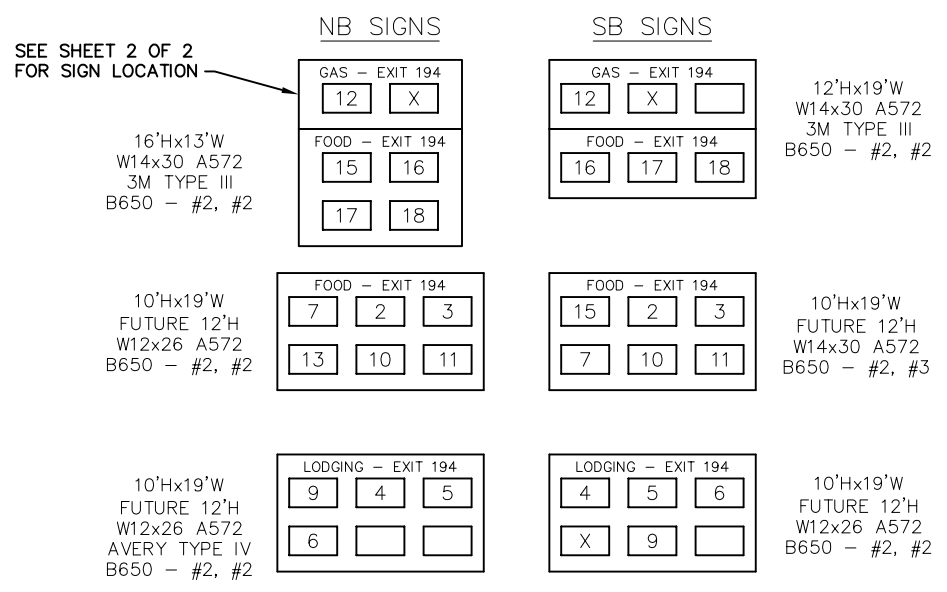 NB SIGNS
SB SIGNS
SEE SHEET 2 OF 2
FOR SIGN LOCATION
16'Hx13'W
W14x30 A572
3M TYPE III
B650 – #2, #2
GAS – EXIT 194
12 X
FOOD – EXIT 194
15 16
17 18
GAS – EXIT 194
12 X
FOOD – EXIT 194
16 17 18
12'Hx19'W
W14x30 A572
3M TYPE III
B650 – #2, #2
10'Hx19'W
FUTURE 12'H
W12x26 A572
B650 – #2, #2
FOOD – EXIT 194
7 2 3
13 10 11
FOOD – EXIT 194
15 2 3
7 10 11
10'Hx19'W
FUTURE 12'H
W14x30 A572
B650 – #2, #3
10'Hx19'W
FUTURE 12'H
W12x26 A572
AVERY TYPE IV
B650 – #2, #2
LODGING – EXIT 194
9 4 5
6
LODGING – EXIT 194
4 5 6
X 9
10'Hx19'W
FUTURE 12'H
W12x26 A572
B650 – #2, #2